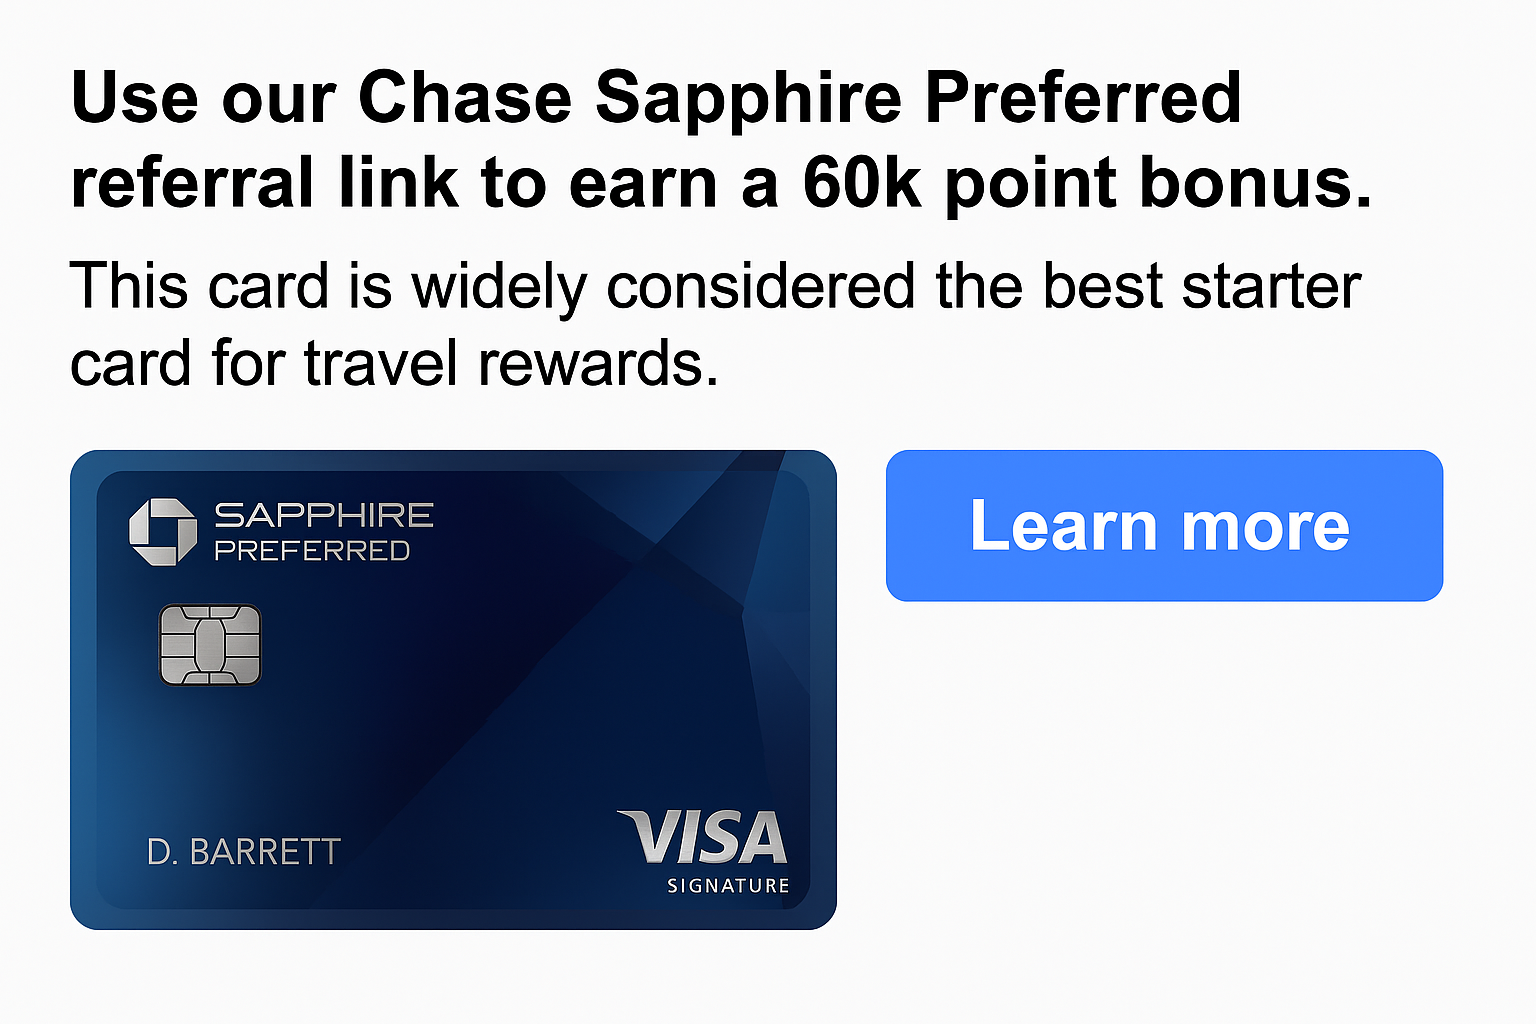 Use our Chase Sapphire Preferred
referral link to earn a 60k point bonus.
This card is widely considered the best starter
card for travel rewards.
SAPPHIRE
PREFERRED
Learn more
D. BARRETT
VISA
SIGNATURE